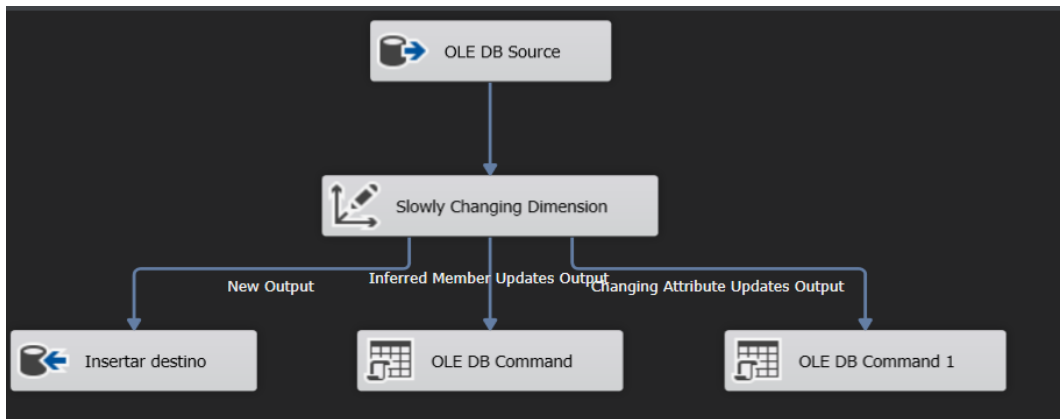 OLE DB Source
Slowly Changing Dimension
New Output
Inferred Member Updates Output
Changing Attribute Updates Output
Insertar destino
OLE DB Command
OLE DB Command 1